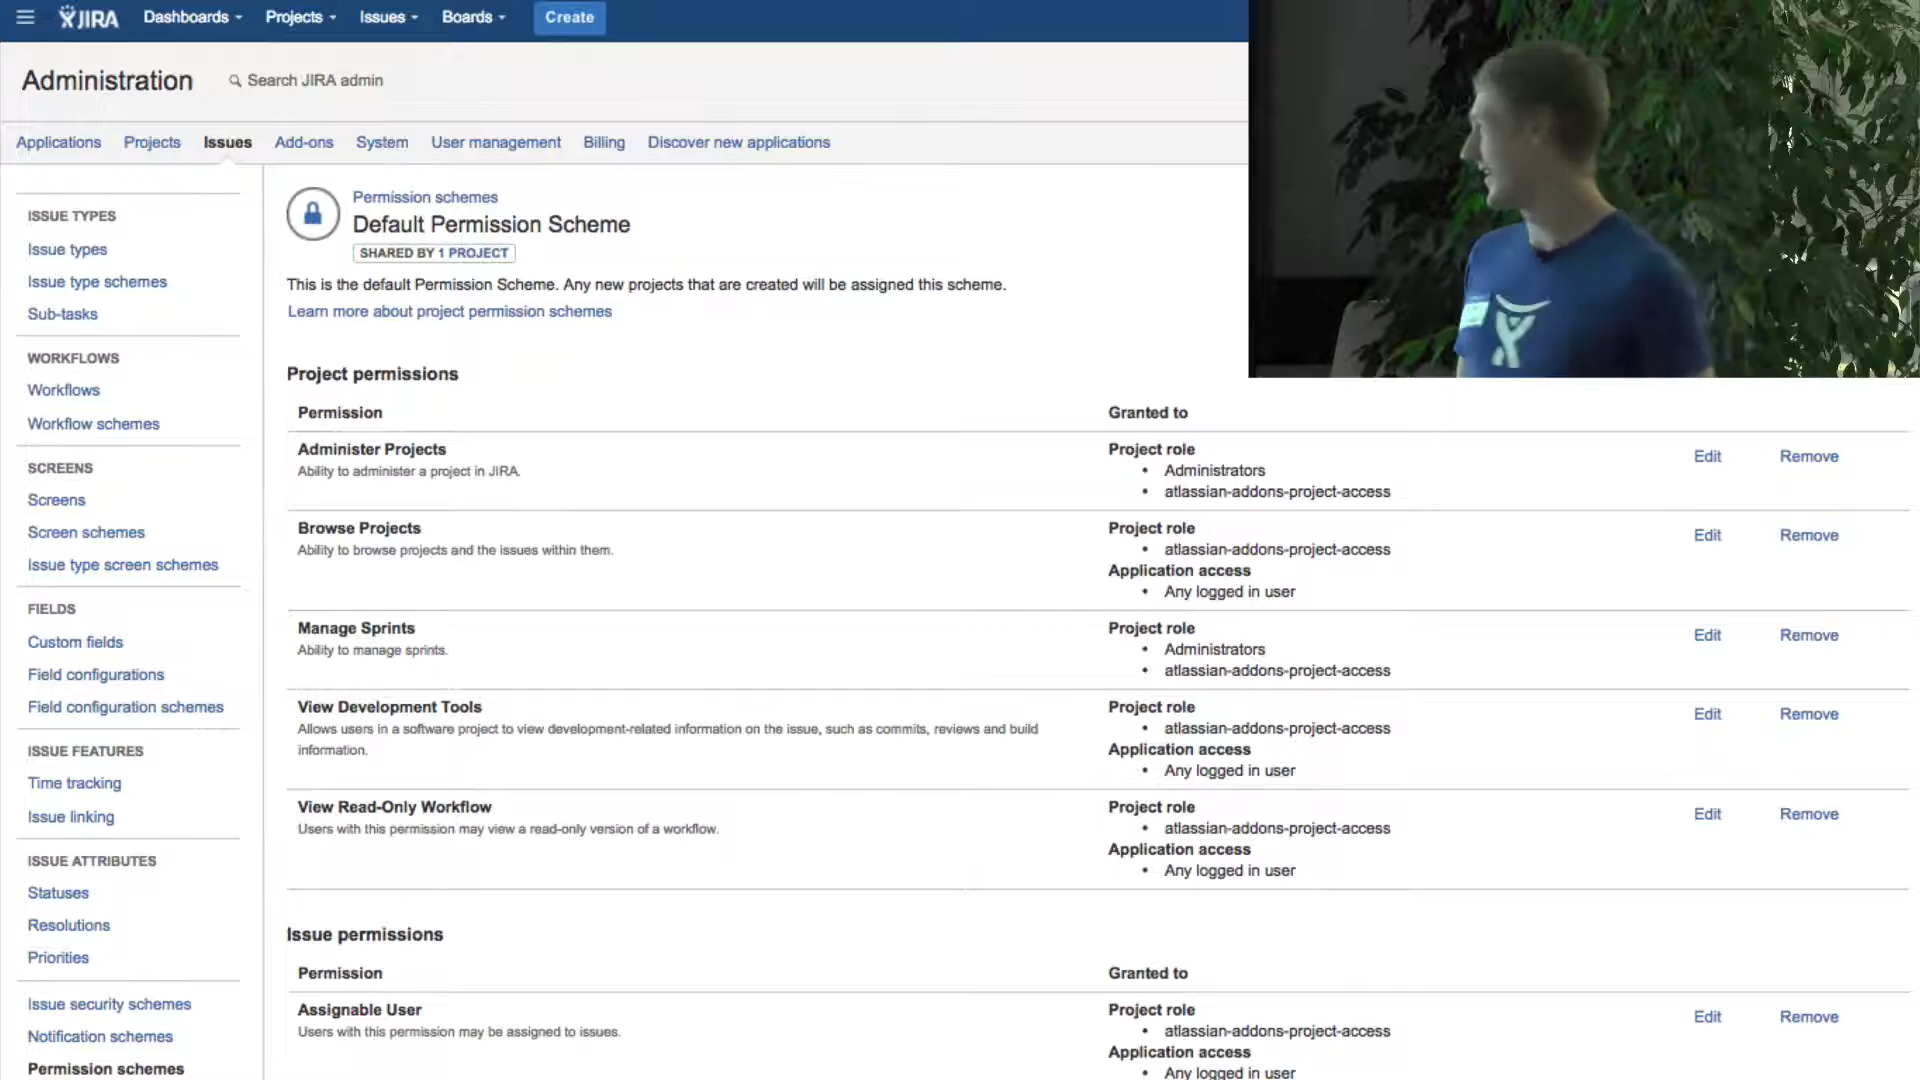 JIRA Dashboards Projects Issues Boards Create
Administration Search JIRA admin
Applications Projects Issues Add-ons System User management Billing Discover new applications
ISSUE TYPES
Issue types
Issue type schemes
Sub-tasks
WORKFLOWS
Workflows
Workflow schemes
SCREENS
Screens
Screen schemes
Issue type screen schemes
FIELDS
Custom fields
Field configurations
Field configuration schemes
ISSUE FEATURES
Time tracking
Issue linking
ISSUE ATTRIBUTES
Statuses
Resolutions
Priorities
Issue security schemes
Notification schemes
Permission schemes
Permission schemes
Default Permission Scheme
SHARED BY 1 PROJECT
This is the default Permission Scheme. Any new projects that are created will be assigned this scheme.
Learn more about project permission schemes
Project permissions
Permission Granted to
Administer Projects Project role Edit Remove
Ability to administer a project in JIRA. • Administrators
• atlassian-addons-project-access
Browse Projects Project role Edit Remove
Ability to browse projects and the issues within them. • atlassian-addons-project-access
Application access
• Any logged in user
Manage Sprints Project role Edit Remove
Ability to manage sprints. • Administrators
• atlassian-addons-project-access
View Development Tools Project role Edit Remove
Allows users in a software project to view development-related information on the issue, such as commits, reviews and build • atlassian-addons-project-access
information. Application access
• Any logged in user
View Read-Only Workflow Project role Edit Remove
Users with this permission may view a read-only version of a workflow. • atlassian-addons-project-access
Application access
• Any logged in user
Issue permissions
Permission Granted to
Assignable User Project role Edit Remove
Users with this permission may be assigned to issues. • atlassian-addons-project-access
Application access
• Any logged in user